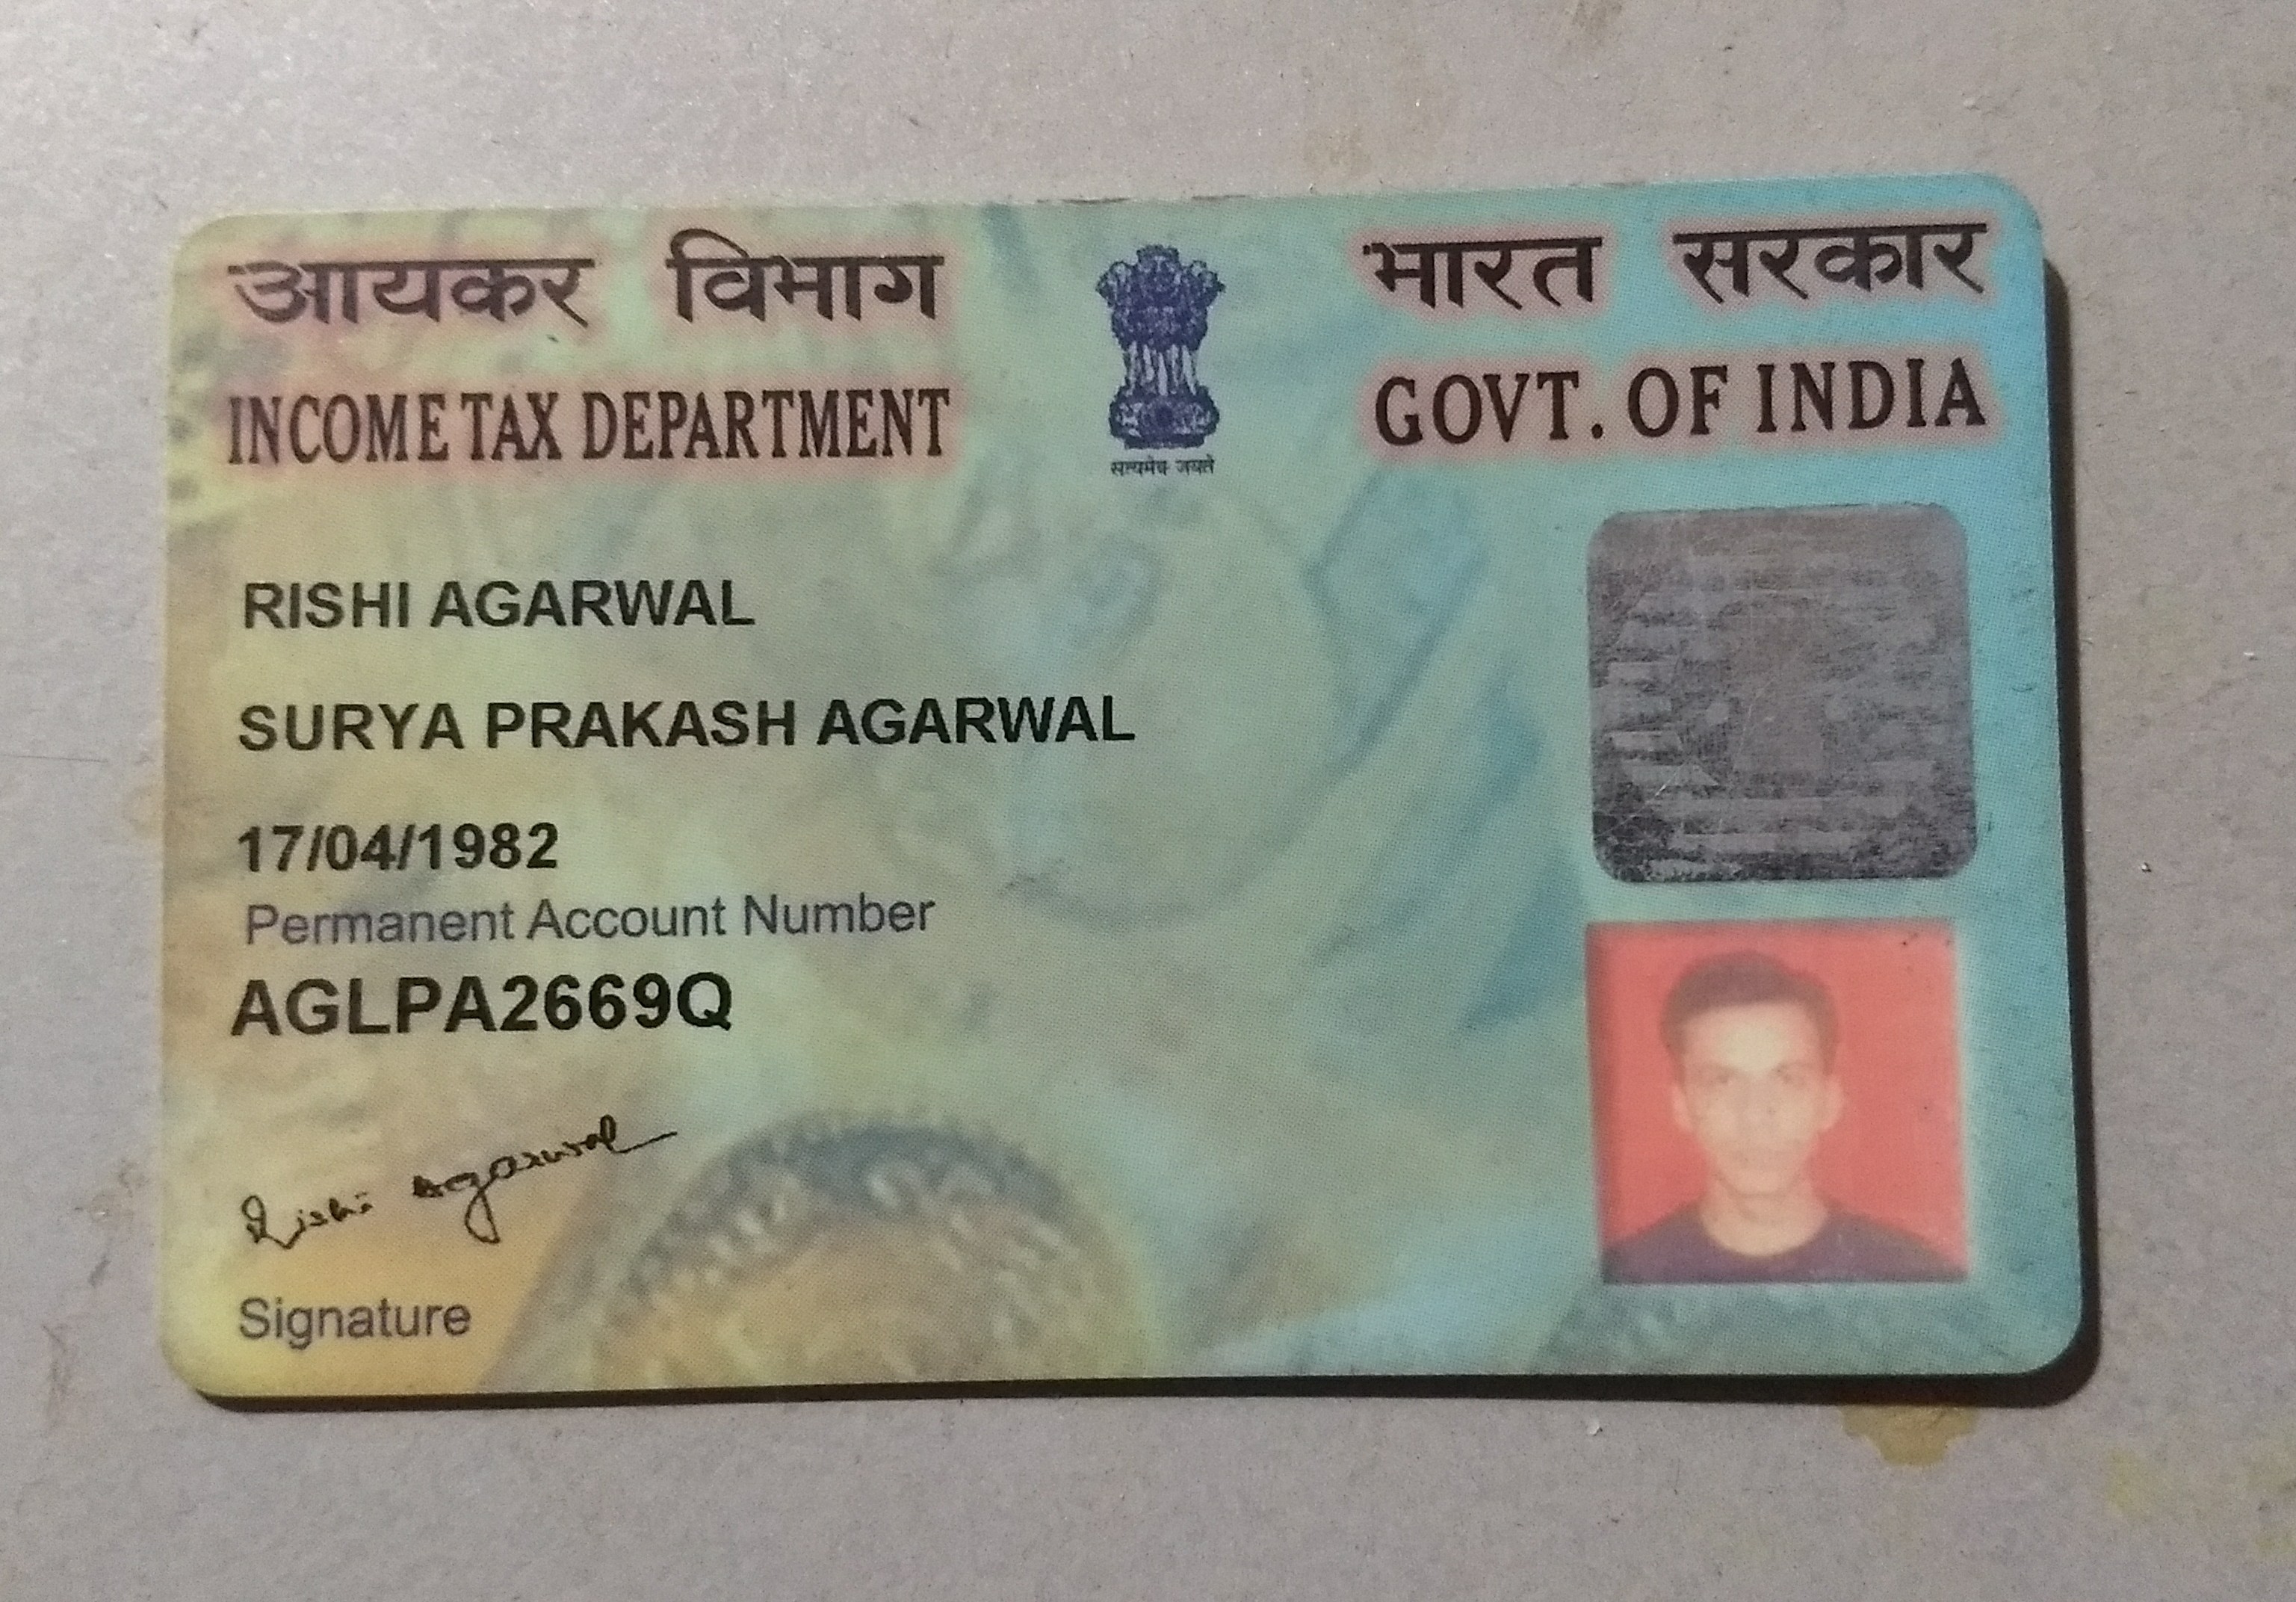 आयकर विभाग
INCOME TAX DEPARTMENT
सत्यमेव जयते
भारत सरकार
GOVT. OF INDIA
RISHI AGARWAL
SURYA PRAKASH AGARWAL
17/04/1982
Permanent Account Number
AGLPA2669Q
Rishi Agarwal
Signature